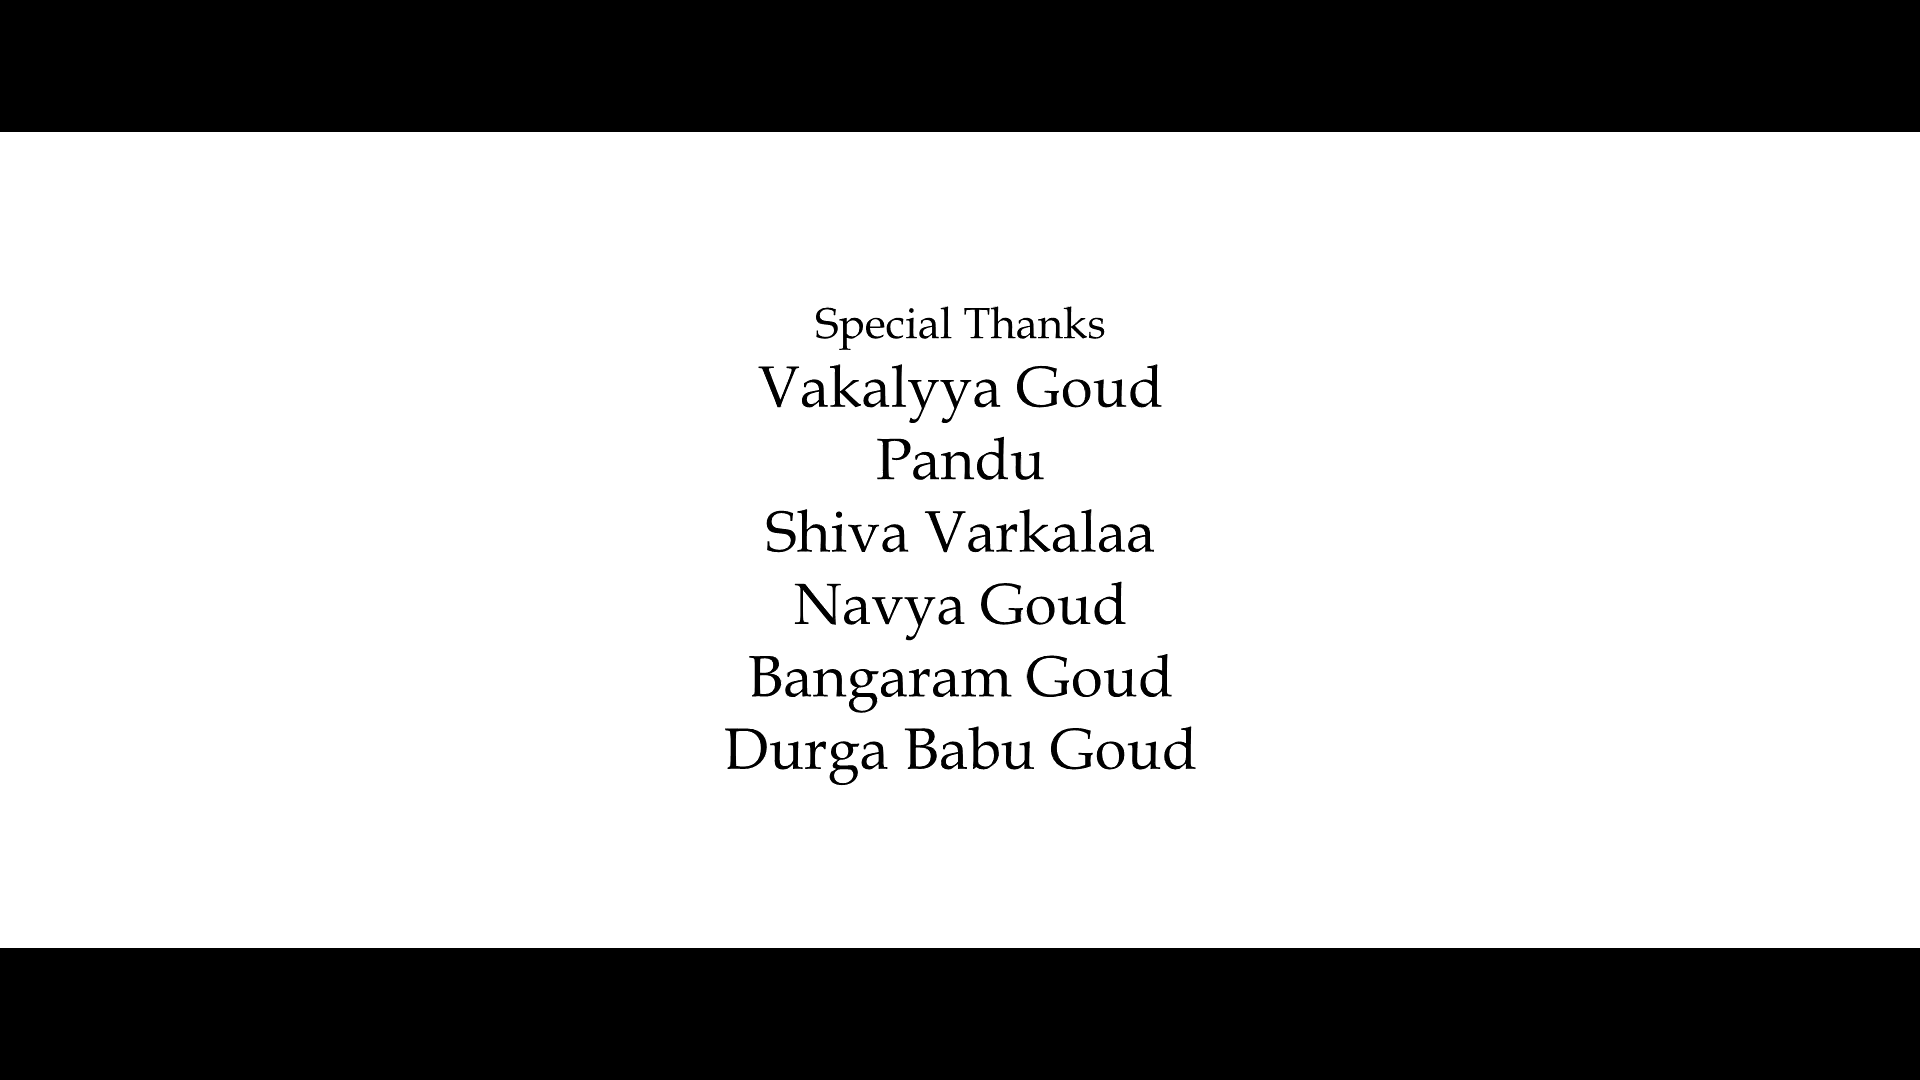 Special Thanks
Vakalyya Goud
Pandu
Shiva Varkalaa
Navya Goud
Bangaram Goud
Durga Babu Goud